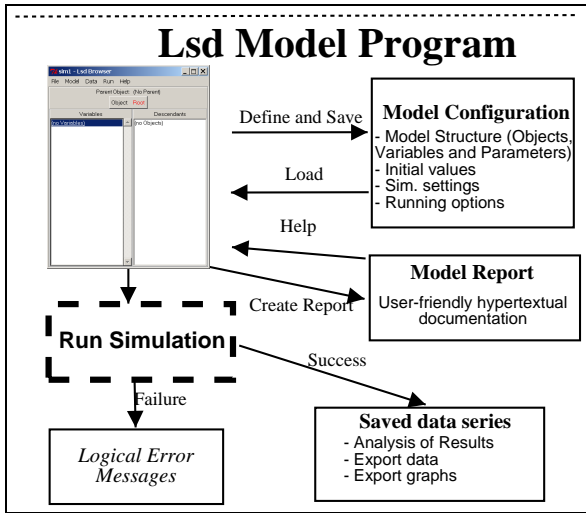 Lsd Model Program
sim1 - Lsd Browser
File Model Data Run Help
Parent Object: (No Parent)
Object Root
Variables Descendants
(no Variables) (no Objects)
Define and Save
Load
Help
Create Report
Model Configuration
- Model Structure (Objects,
Variables and Parameters)
- Initial values
- Sim. settings
- Running options
Model Report
User-friendly hypertextual
documentation
Run Simulation
Success
Failure
Logical Error
Messages
Saved data series
- Analysis of Results
- Export data
- Export graphs